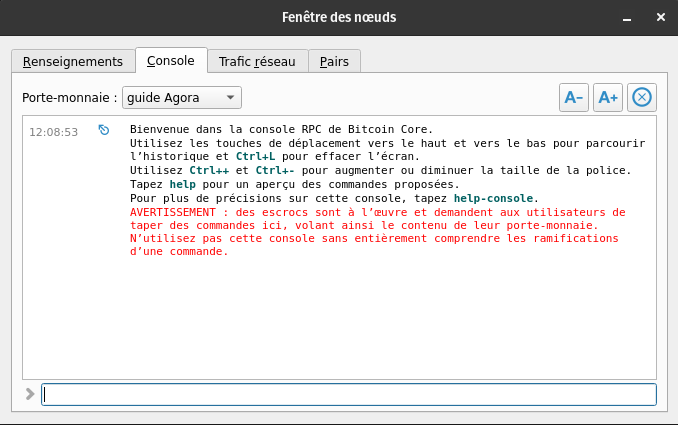 Fenêtre des nœuds
Renseignements
Console
Trafic réseau
Pairs
Porte-monnaie :
guide Agora
A-
A+
12:08:53
Bienvenue dans la console RPC de Bitcoin Core.
Utilisez les touches de déplacement vers le haut et vers le bas pour parcourir
l’historique et Ctrl+L pour effacer l’écran.
Utilisez Ctrl++ et Ctrl+- pour augmenter ou diminuer la taille de la police.
Tapez help pour un aperçu des commandes proposées.
Pour plus de précisions sur cette console, tapez help-console.
AVERTISSEMENT : des escrocs sont à l’œuvre et demandent aux utilisateurs de
taper des commandes ici, volant ainsi le contenu de leur porte-monnaie.
N’utilisez pas cette console sans entièrement comprendre les ramifications
d’une commande.